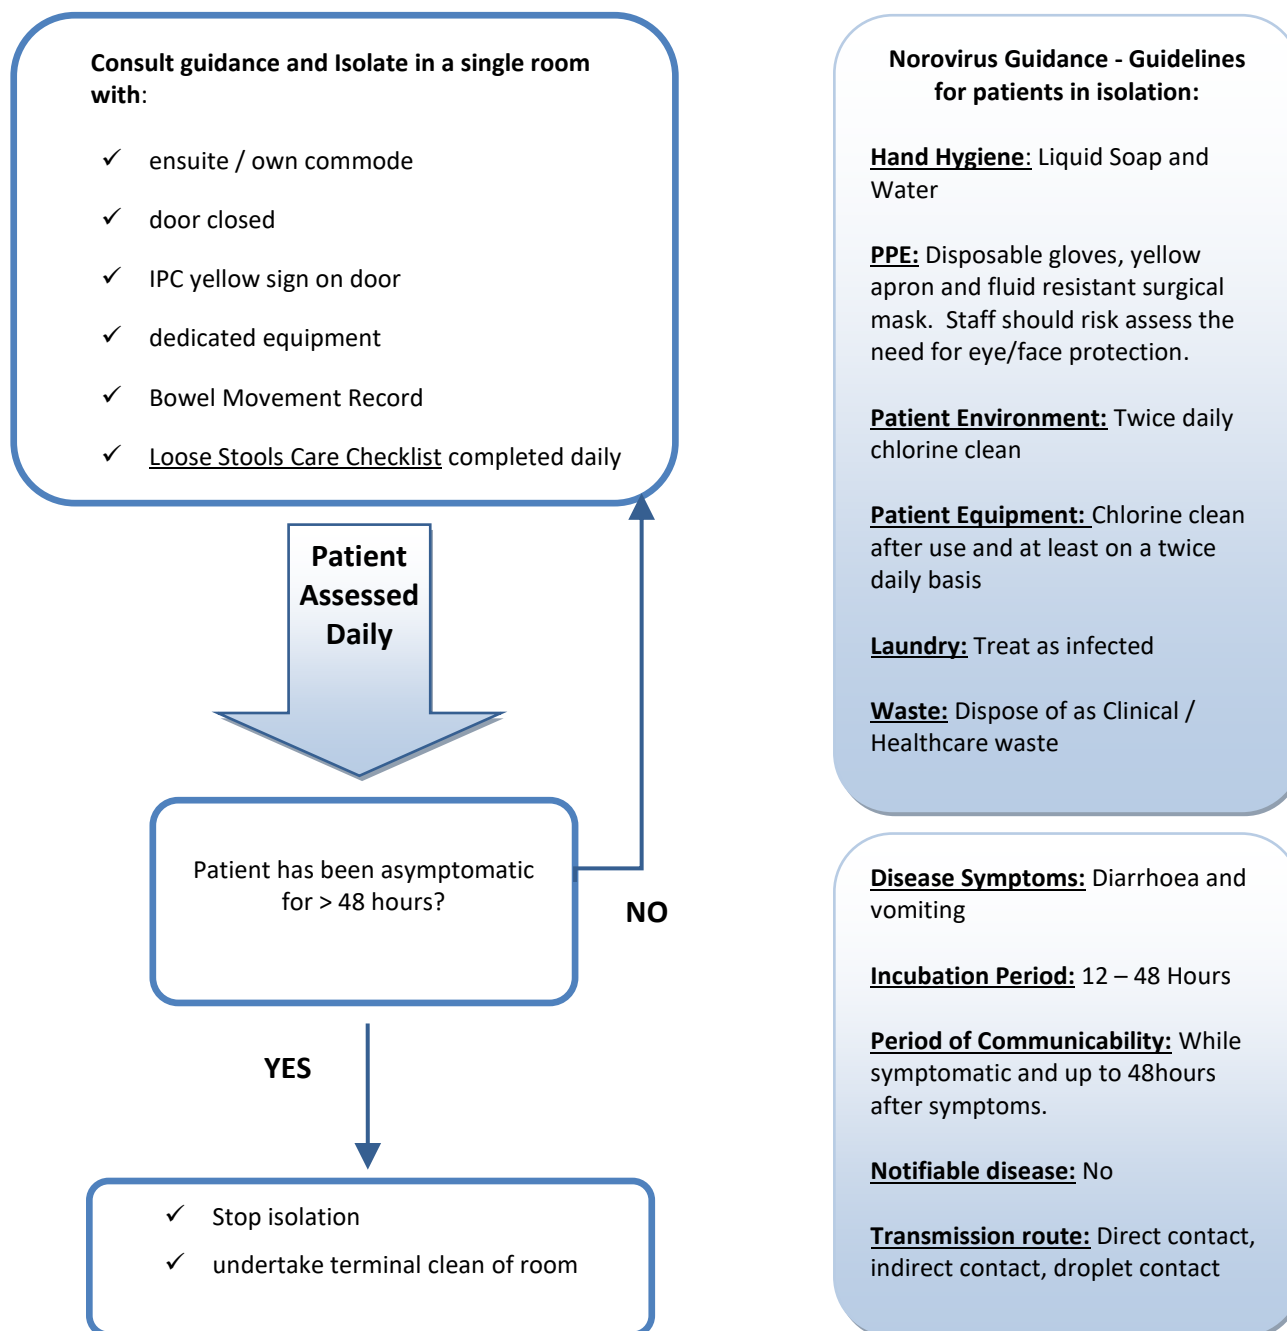 Consult guidance and Isolate in a single room
with:
✓ ensuite / own commode
✓ door closed
✓ IPC yellow sign on door
✓ dedicated equipment
✓ Bowel Movement Record
✓ Loose Stools Care Checklist completed daily
Patient
Assessed
Daily
Patient has been asymptomatic
for > 48 hours?
NO
YES
✓ Stop isolation
✓ undertake terminal clean of room
Norovirus Guidance - Guidelines
for patients in isolation:
Hand Hygiene: Liquid Soap and
Water
PPE: Disposable gloves, yellow
apron and fluid resistant surgical
mask. Staff should risk assess the
need for eye/face protection.
Patient Environment: Twice daily
chlorine clean
Patient Equipment: Chlorine clean
after use and at least on a twice
daily basis
Laundry: Treat as infected
Waste: Dispose of as Clinical /
Healthcare waste
Disease Symptoms: Diarrhoea and
vomiting
Incubation Period: 12 – 48 Hours
Period of Communicability: While
symptomatic and up to 48hours
after symptoms.
Notifiable disease: No
Transmission route: Direct contact,
indirect contact, droplet contact